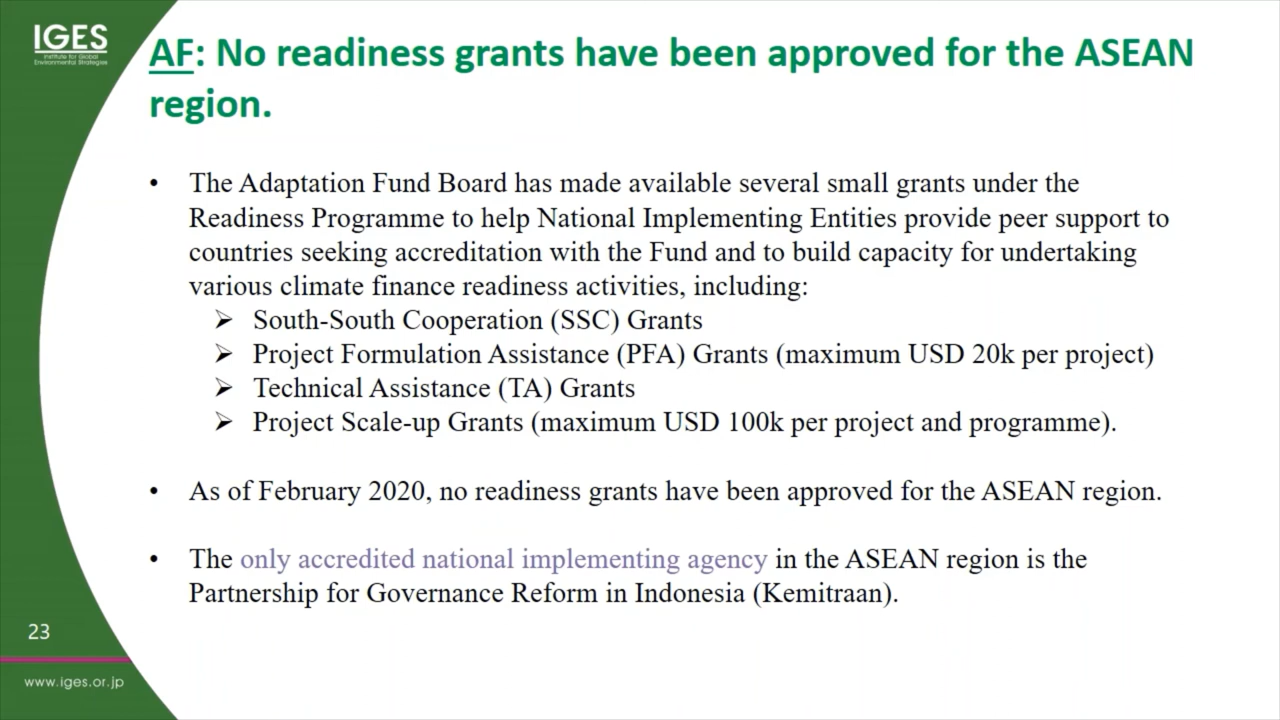 IGES
Institute for Global
Environmental Strategies
AF: No readiness grants have been approved for the ASEAN
region.
• The Adaptation Fund Board has made available several small grants under the
Readiness Programme to help National Implementing Entities provide peer support to
countries seeking accreditation with the Fund and to build capacity for undertaking
various climate finance readiness activities, including:
➢ South-South Cooperation (SSC) Grants
➢ Project Formulation Assistance (PFA) Grants (maximum USD 20k per project)
➢ Technical Assistance (TA) Grants
➢ Project Scale-up Grants (maximum USD 100k per project and programme).
• As of February 2020, no readiness grants have been approved for the ASEAN region.
• The only accredited national implementing agency in the ASEAN region is the
Partnership for Governance Reform in Indonesia (Kemitraan).
23
www.iges.or.jp